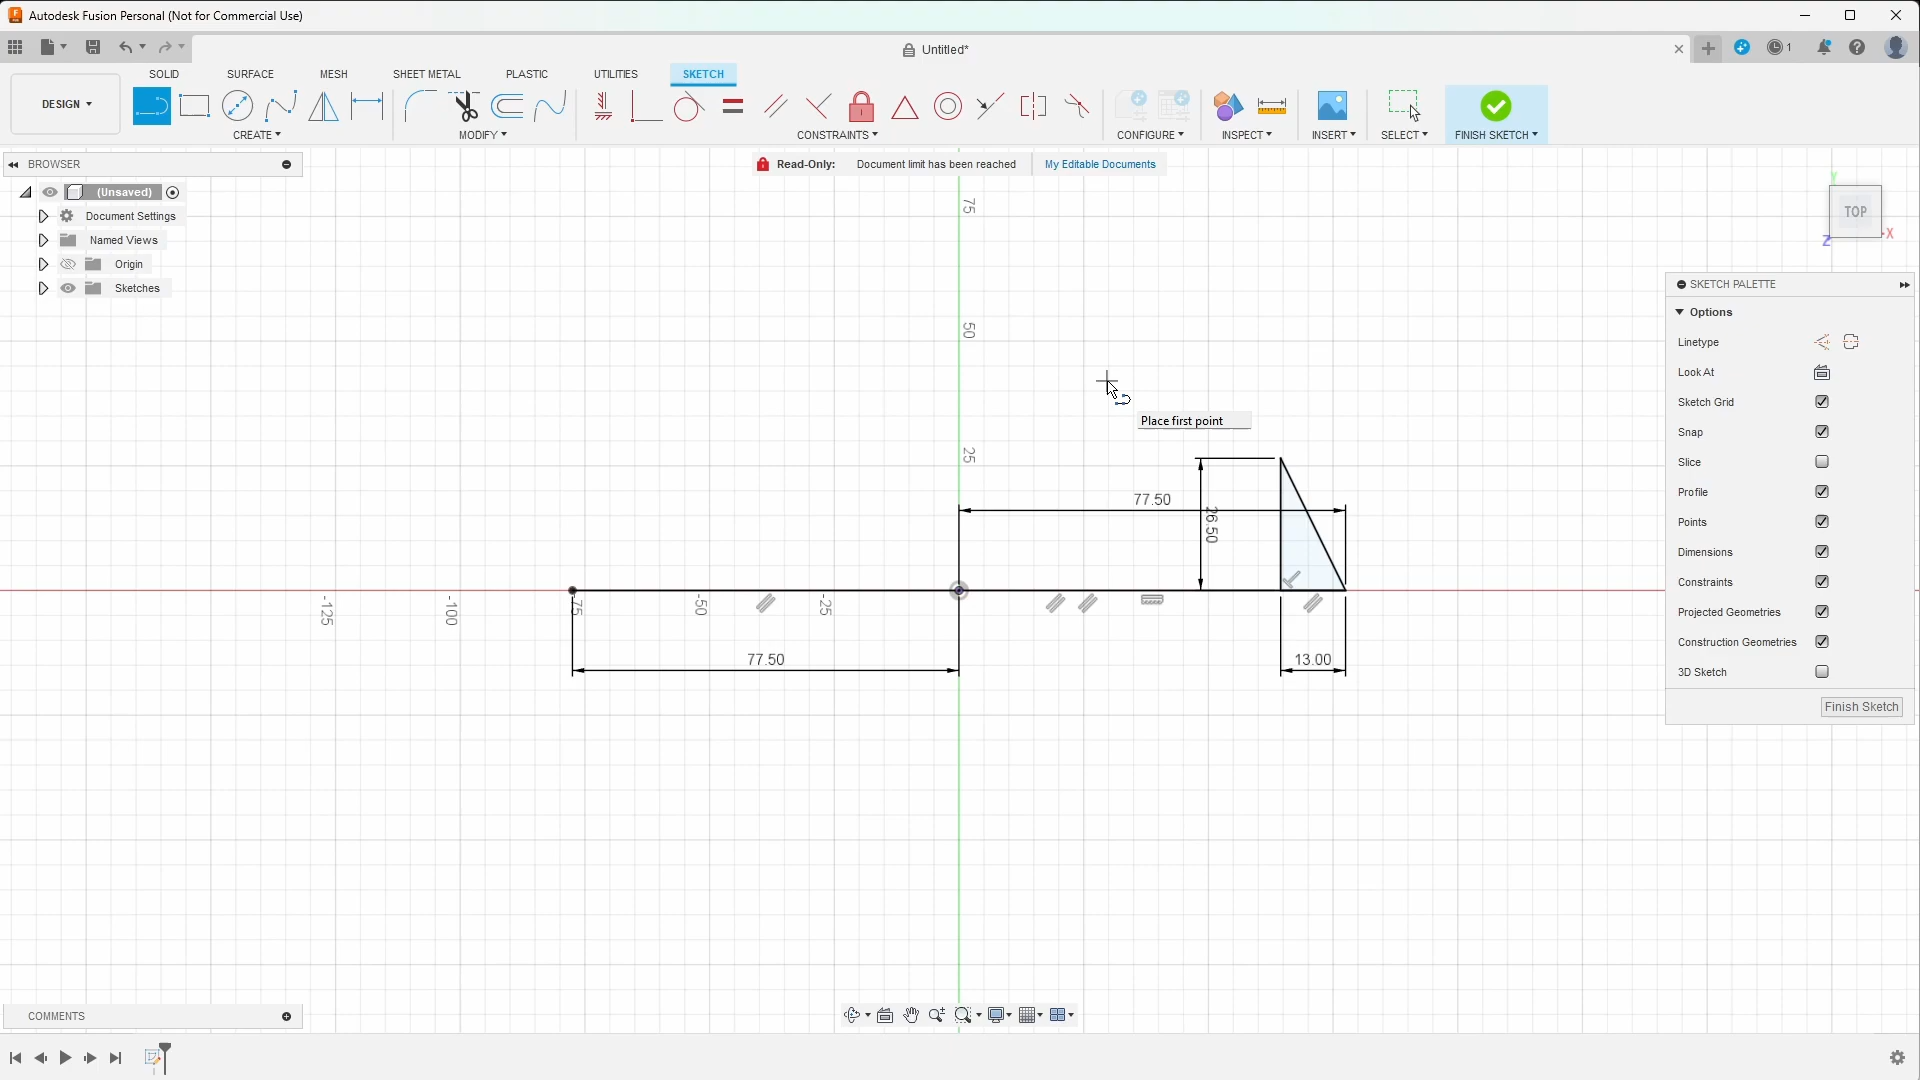 Autodesk Fusion Personal (Not for Commercial Use)
Untitled*
1
SOLID SURFACE MESH SHEET METAL PLASTIC UTILITIES SKETCH
DESIGN
CREATE MODIFY CONSTRAINTS CONFIGURE INSPECT INSERT SELECT FINISH SKETCH
BROWSER
Read-Only: Document limit has been reached My Editable Documents
(Unsaved)
Document Settings
Named Views
Origin
Sketches
75
50
25
-25
-50
-75
-100
-125
Y
TOP
Z
-X
Place first point
77.50
26.50
77.50
13.00
SKETCH PALETTE
Options
Linetype
Look At
Sketch Grid
Snap
Slice
Profile
Points
Dimensions
Constraints
Projected Geometries
Construction Geometries
3D Sketch
Finish Sketch
COMMENTS